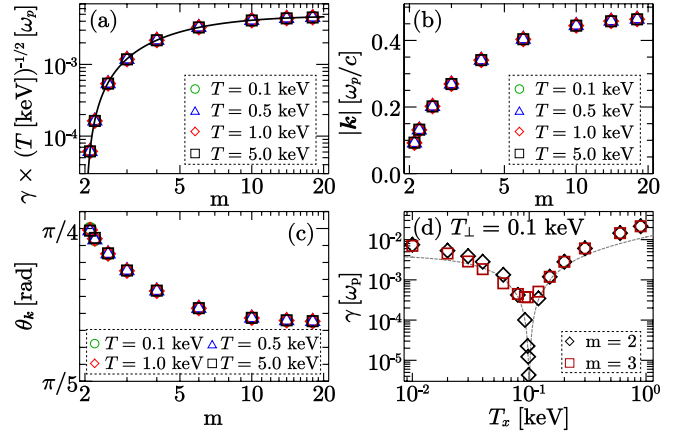 (a)
γ × (T [keV])^{-1/2} [ω_p]
10^{-3}
10^{-4}
T = 0.1 keV
T = 0.5 keV
T = 1.0 keV
T = 5.0 keV
2 5 10 20
m
(b)
|k| [ω_p/c]
0.4
0.2
0.0
T = 0.1 keV
T = 0.5 keV
T = 1.0 keV
T = 5.0 keV
2 5 10 20
m
(c)
θ_k [rad]
π/4
π/5
T = 0.1 keV T = 0.5 keV
T = 1.0 keV T = 5.0 keV
2 5 10 20
m
(d) T_⊥ = 0.1 keV
γ [ω_p]
10^{-2}
10^{-3}
10^{-4}
10^{-5}
m = 2
m = 3
10^{-2} 10^{-1} 10^0
T_x [keV]